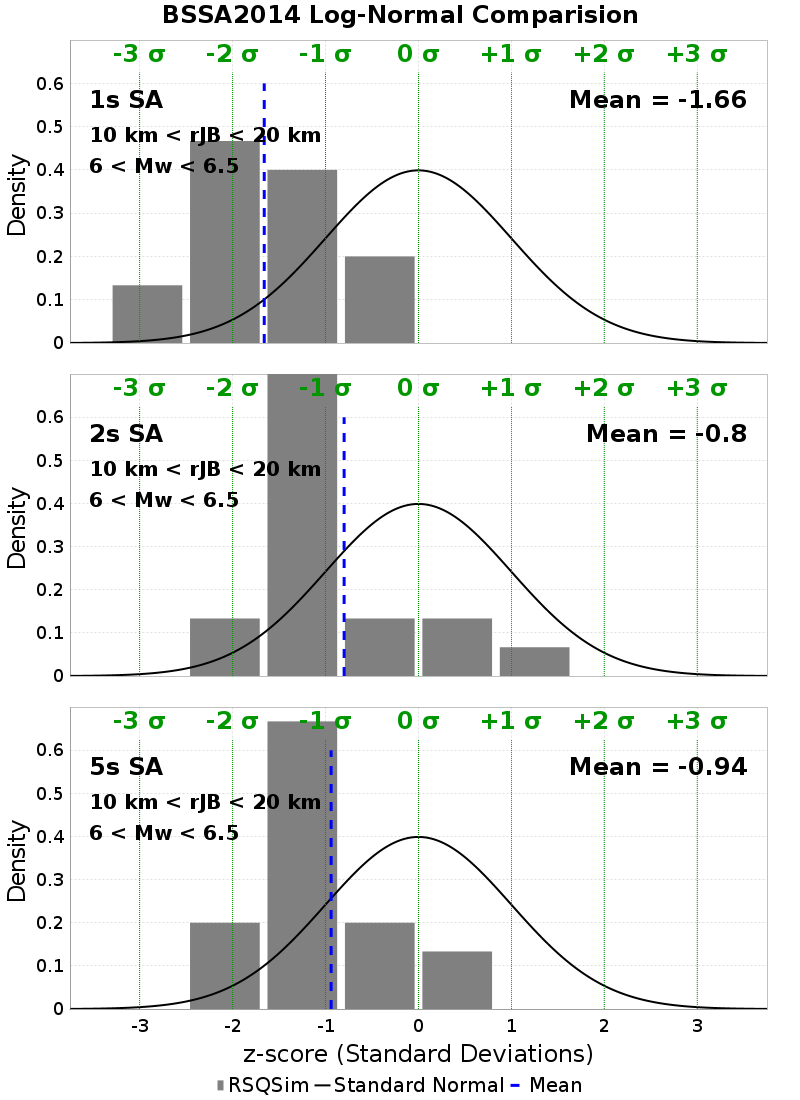 BSSA2014 Log-Normal Comparision
-3 σ -2 σ -1 σ 0 σ +1 σ +2 σ +3 σ
1s SA
Mean = -1.66
10 km < rJB < 20 km
6 < Mw < 6.5
0.6
0.5
0.4
0.3
0.2
0.1
0
Density
-3 σ -2 σ -1 σ 0 σ +1 σ +2 σ +3 σ
2s SA
Mean = -0.8
10 km < rJB < 20 km
6 < Mw < 6.5
0.6
0.5
0.4
0.3
0.2
0.1
0
Density
-3 σ -2 σ -1 σ 0 σ +1 σ +2 σ +3 σ
5s SA
Mean = -0.94
10 km < rJB < 20 km
6 < Mw < 6.5
0.6
0.5
0.4
0.3
0.2
0.1
0
Density
-3 -2 -1 0 1 2 3
z-score (Standard Deviations)
RSQSim Standard Normal Mean